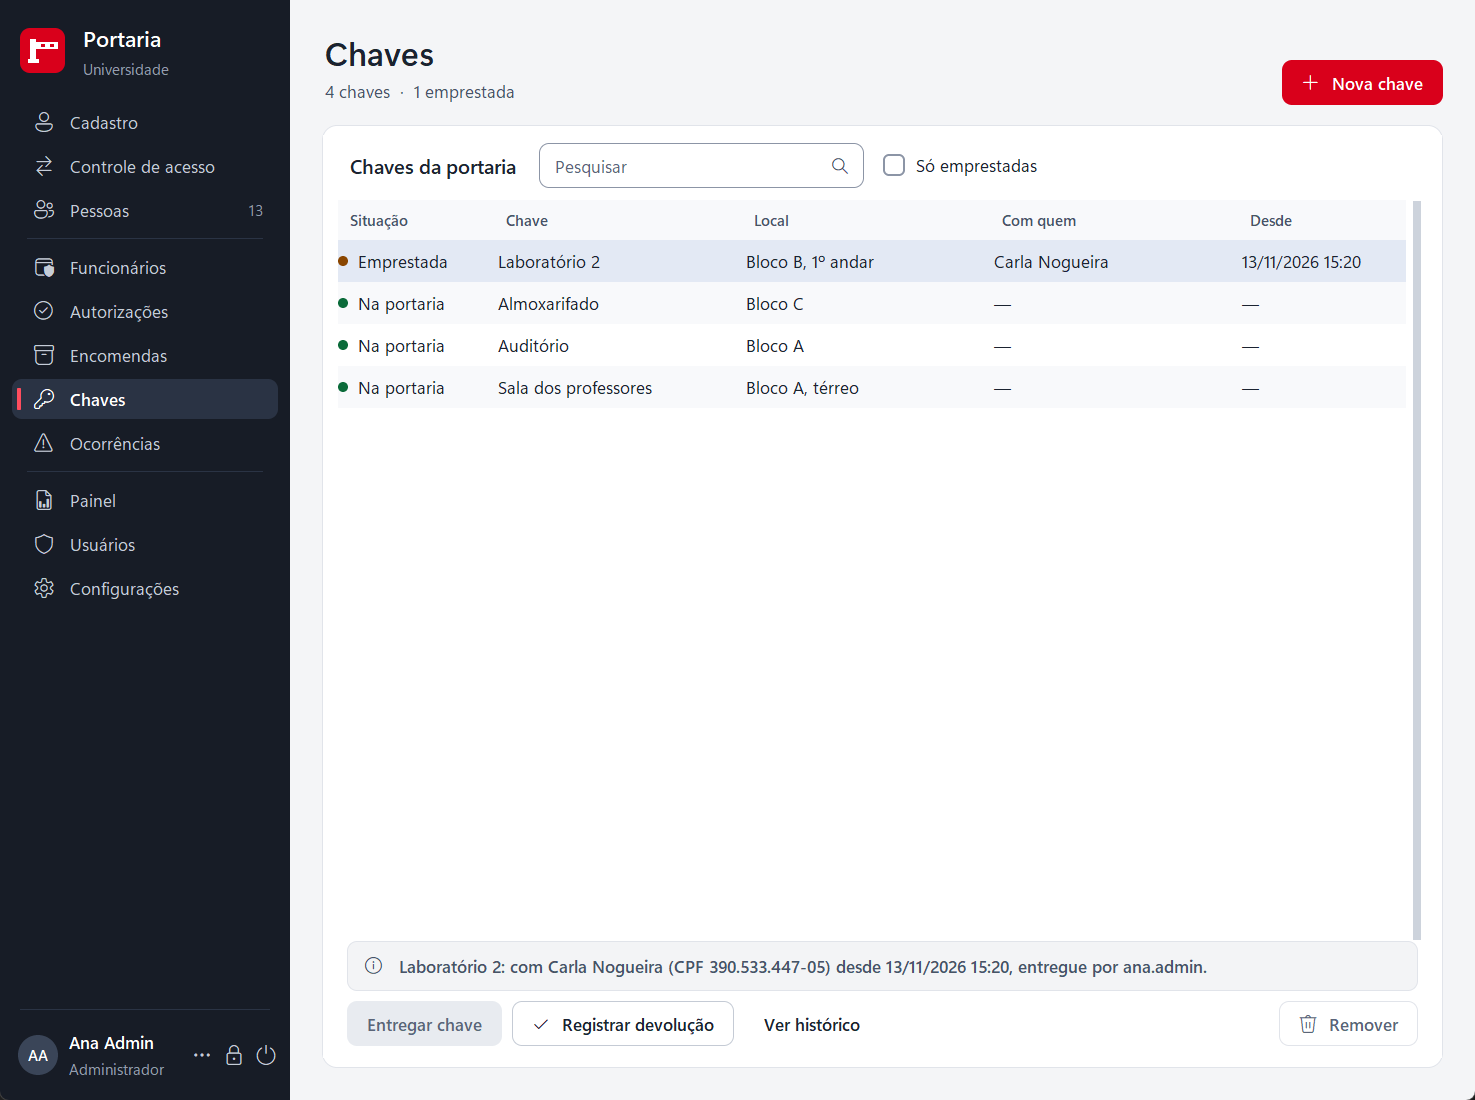 Portaria
Universidade
Cadastro
Controle de acesso
Pessoas 13
Funcionários
Autorizações
Encomendas
Chaves
Ocorrências
Painel
Usuários
Configurações
AA
Ana Admin
Administrador
Chaves
4 chaves · 1 emprestada
Nova chave
Chaves da portaria
Pesquisar
Só emprestadas
Situação Chave Local Com quem Desde
Emprestada Laboratório 2 Bloco B, 1º andar Carla Nogueira 13/11/2026 15:20
Na portaria Almoxarifado Bloco C — —
Na portaria Auditório Bloco A — —
Na portaria Sala dos professores Bloco A, térreo — —
Laboratório 2: com Carla Nogueira (CPF 390.533.447-05) desde 13/11/2026 15:20, entregue por ana.admin.
Entregar chave
Registrar devolução
Ver histórico
Remover